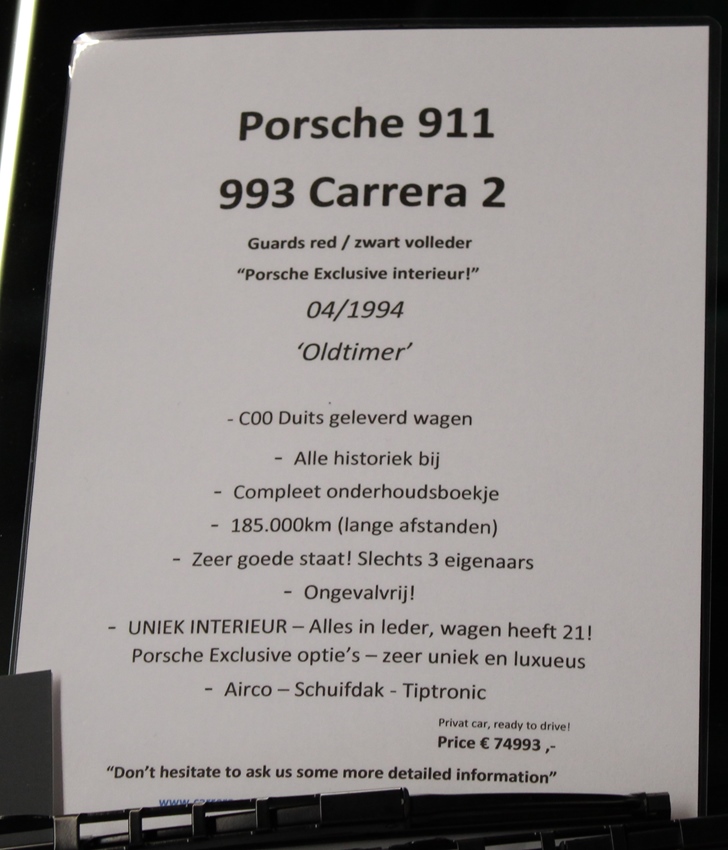 Porsche 911
993 Carrera 2
Guards red / zwart volleder
“Porsche Exclusive interieur!”
04/1994
‘Oldtimer’
- C00 Duits geleverd wagen
- Alle historiek bij
- Compleet onderhoudsboekje
- 185.000km (lange afstanden)
- Zeer goede staat! Slechts 3 eigenaars
- Ongevalvrij!
- UNIEK INTERIEUR – Alles in leder, wagen heeft 21!
Porsche Exclusive optie’s – zeer uniek en luxueus
- Airco – Schuifdak - Tiptronic
Privat car, ready to drive!
Price € 74993 ,-
“Don’t hesitate to ask us some more detailed information”